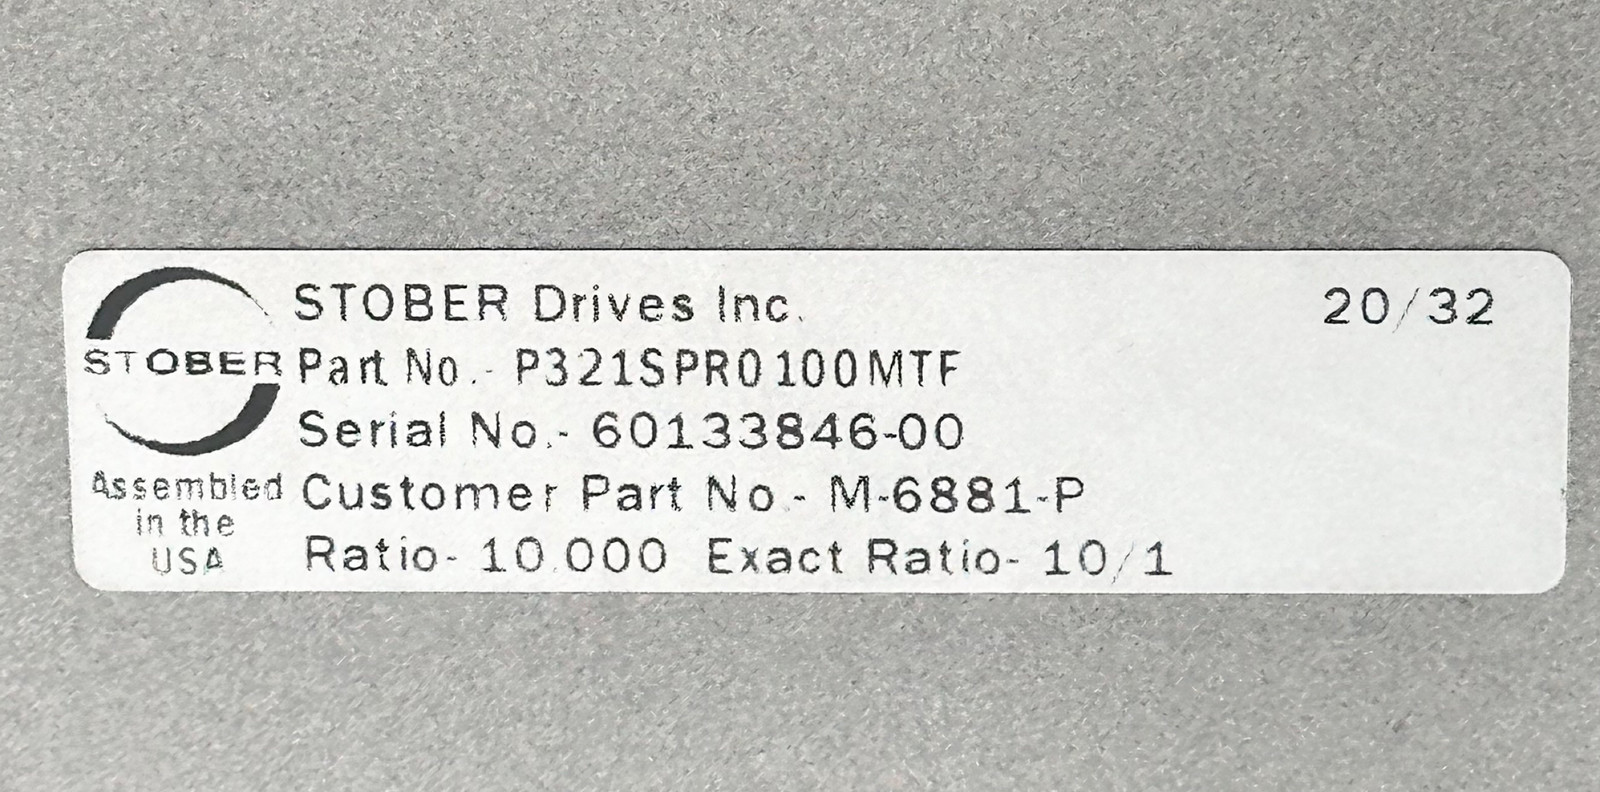 STOBER Drives Inc. 20/32
STOBER
Part No.- P321SPR0100MTF
Serial No.- 60133846-00
Customer Part No- M-6881-P
Ratio- 10.000 Exact Ratio- 10/1
Assembled
in the
USA